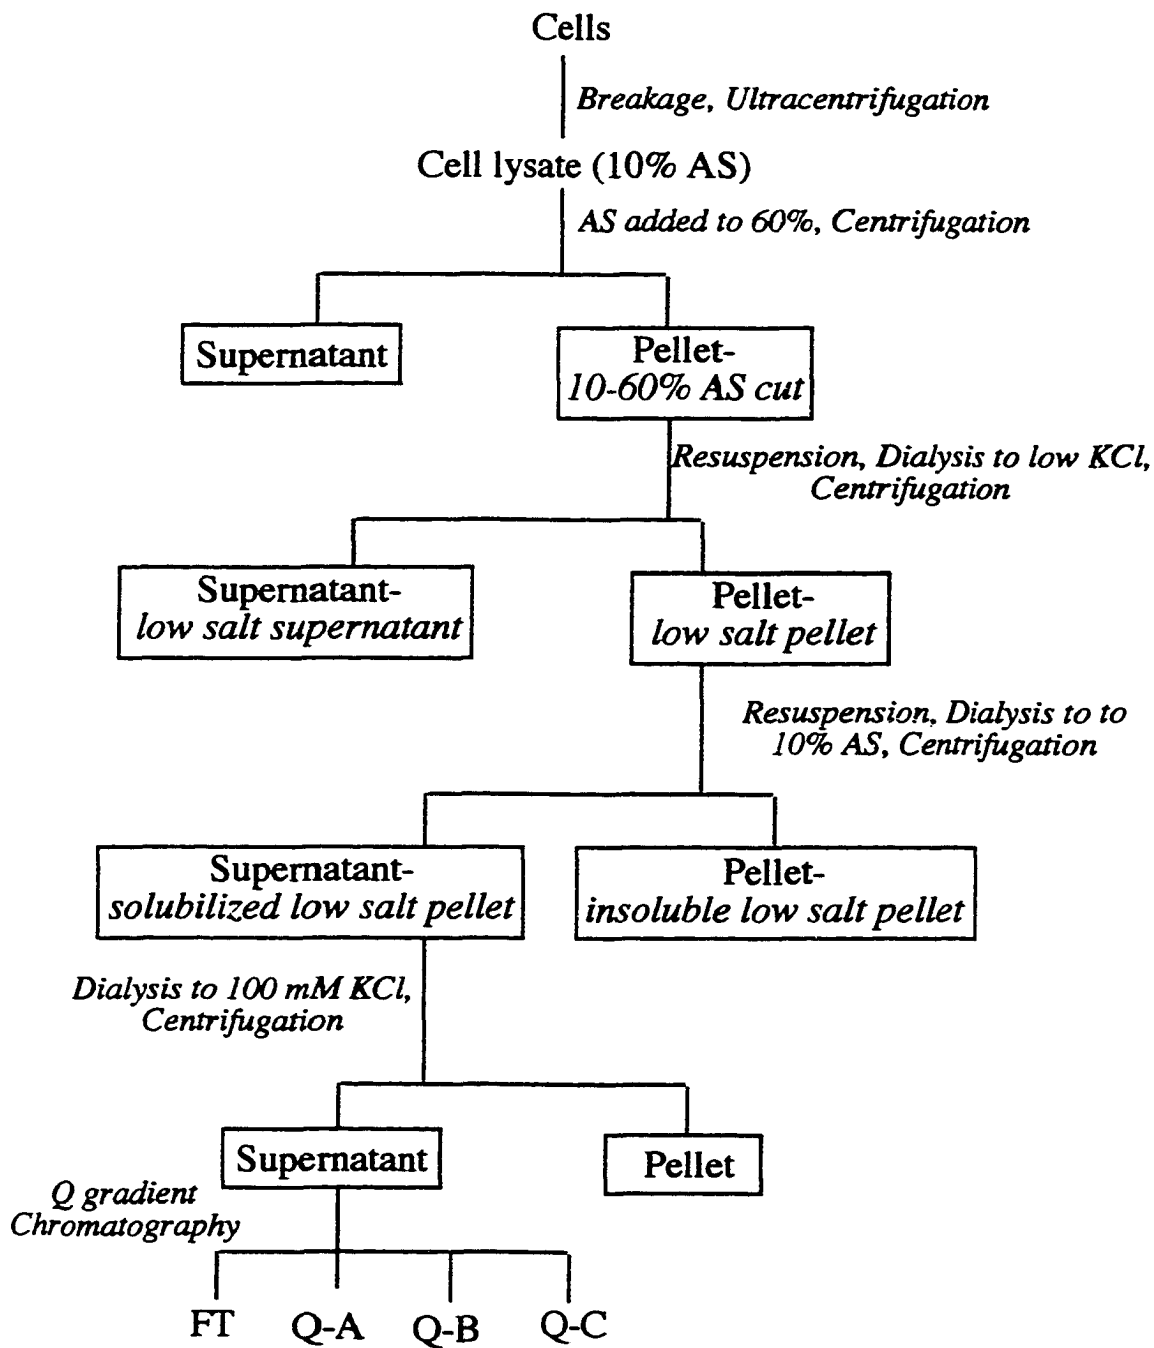 Cells
Breakage, Ultracentrifugation
Cell lysate (10% AS)
AS added to 60%, Centrifugation
Supernatant
Pellet-
10-60% AS cut
Resuspension, Dialysis to low KCl,
Centrifugation
Supernatant-
low salt supernatant
Pellet-
low salt pellet
Resuspension, Dialysis to to
10% AS, Centrifugation
Supernatant-
solubilized low salt pellet
Pellet-
insoluble low salt pellet
Dialysis to 100 mM KCl,
Centrifugation
Supernatant
Pellet
Q gradient
Chromatography
FT Q-A Q-B Q-C